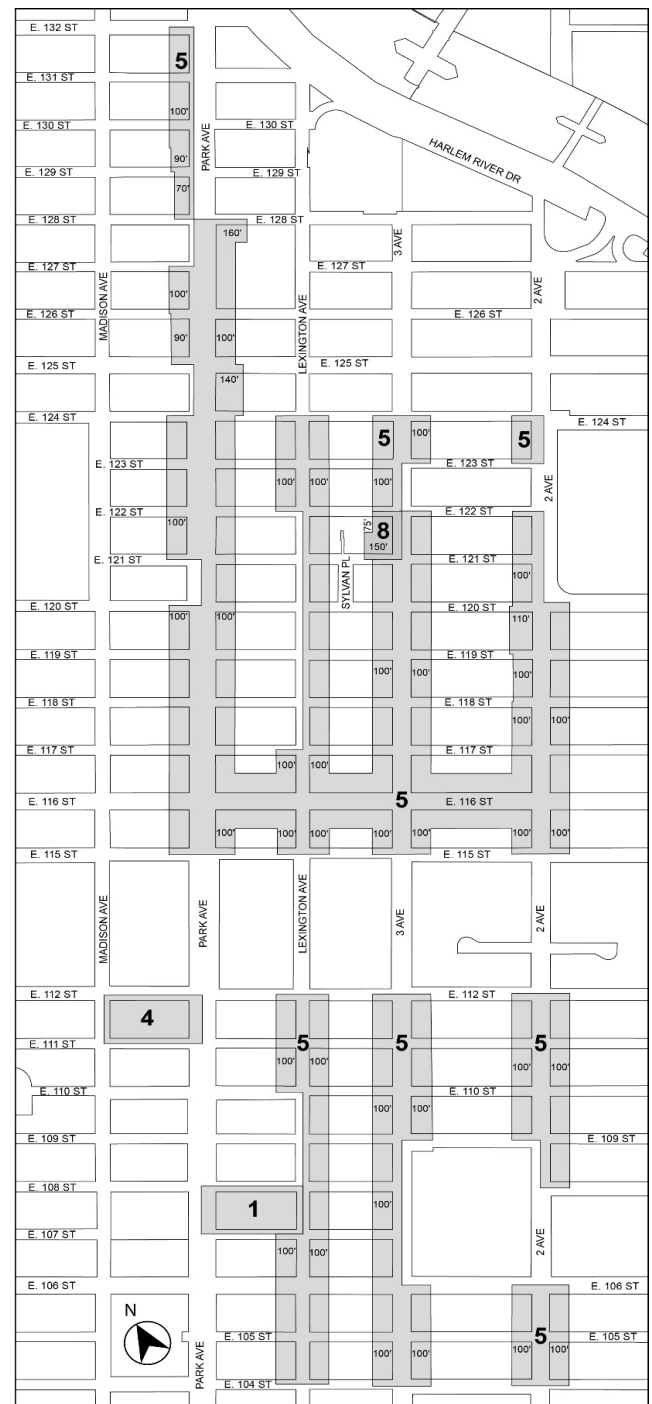 E. 132 ST
5
E. 131 ST
100'
E. 130 ST
E. 130 ST
90'
PARK AVE
HARLEM RIVER DR
E. 129 ST
E. 129 ST
70'
E. 128 ST
E. 128 ST
160'
3 AVE
E. 127 ST
E. 127 ST
MADISON AVE
100'
2 AVE
E. 126 ST
E. 126 ST
LEXINGTON AVE
90'
100'
E. 125 ST
E. 125 ST
140'
E. 124 ST
E. 124 ST
5
100'
5
E. 123 ST
E. 123 ST
100'
100'
100'
2 AVE
E. 122 ST
E. 122 ST
100'
75'
8
150'
E. 121 ST
E. 121 ST
SYLVAN PL
100'
E. 120 ST
E. 120 ST
100'
100'
110'
E. 119 ST
E. 119 ST
100'
100'
100'
E. 118 ST
E. 118 ST
100'
100'
E. 117 ST
E. 117 ST
100'
100'
E. 116 ST
5
E. 116 ST
100'
100'
100'
100'
100'
100'
100'
E. 115 ST
E. 115 ST
MADISON AVE
PARK AVE
LEXINGTON AVE
3 AVE
2 AVE
E. 112 ST
E. 112 ST
4
5
5
5
E. 111 ST
100'
100'
100'
100'
E. 110 ST
E. 110 ST
100'
100'
E. 109 ST
E. 109 ST
E. 108 ST
1
100'
E. 107 ST
100'
100'
2 AVE
E. 106 ST
E. 106 ST
N
E. 105 ST
5
E. 105 ST
PARK AVE
100'
100'
100'
100'
E. 104 ST